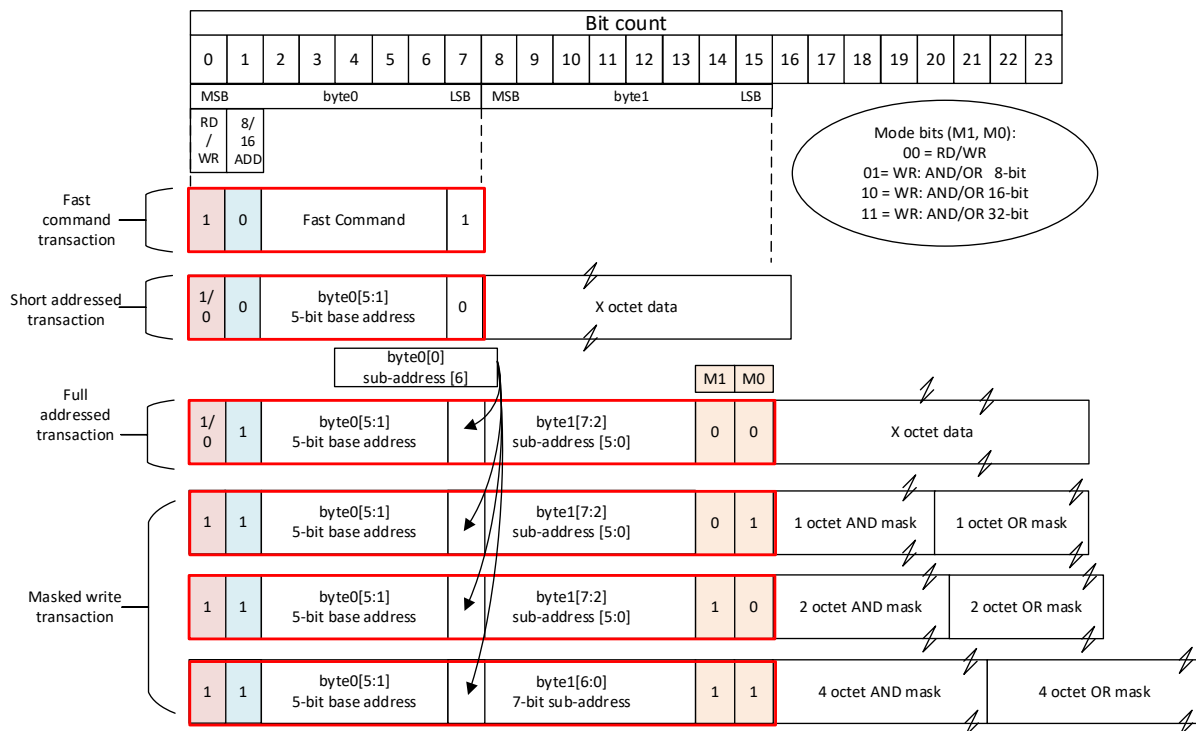 Bit count
0 1 2 3 4 5 6 7 8 9 10 11 12 13 14 15 16 17 18 19 20 21 22 23
MSB byte0 LSB MSB byte1 LSB
RD
/
WR
8/
16
ADD
Mode bits (M1, M0):
00 = RD/WR
01= WR: AND/OR 8-bit
10 = WR: AND/OR 16-bit
11 = WR: AND/OR 32-bit
Fast
command
transaction
1 0 Fast Command 1
Short addressed
transaction
1/
0
0
byte0[5:1]
5-bit base address
0
X octet data
byte0[0]
sub-address [6]
M1 M0
Full
addressed
transaction
1/
0
1
byte0[5:1]
5-bit base address
byte1[7:2]
sub-address [5:0]
0 0
X octet data
Masked write
transaction
1 1
byte0[5:1]
5-bit base address
byte1[7:2]
sub-address [5:0]
0 1
1 octet AND mask
1 octet OR mask
1 1
byte0[5:1]
5-bit base address
byte1[7:2]
sub-address [5:0]
1 0
2 octet AND mask
2 octet OR mask
1 1
byte0[5:1]
5-bit base address
byte1[6:0]
7-bit sub-address
1 1
4 octet AND mask
4 octet OR mask